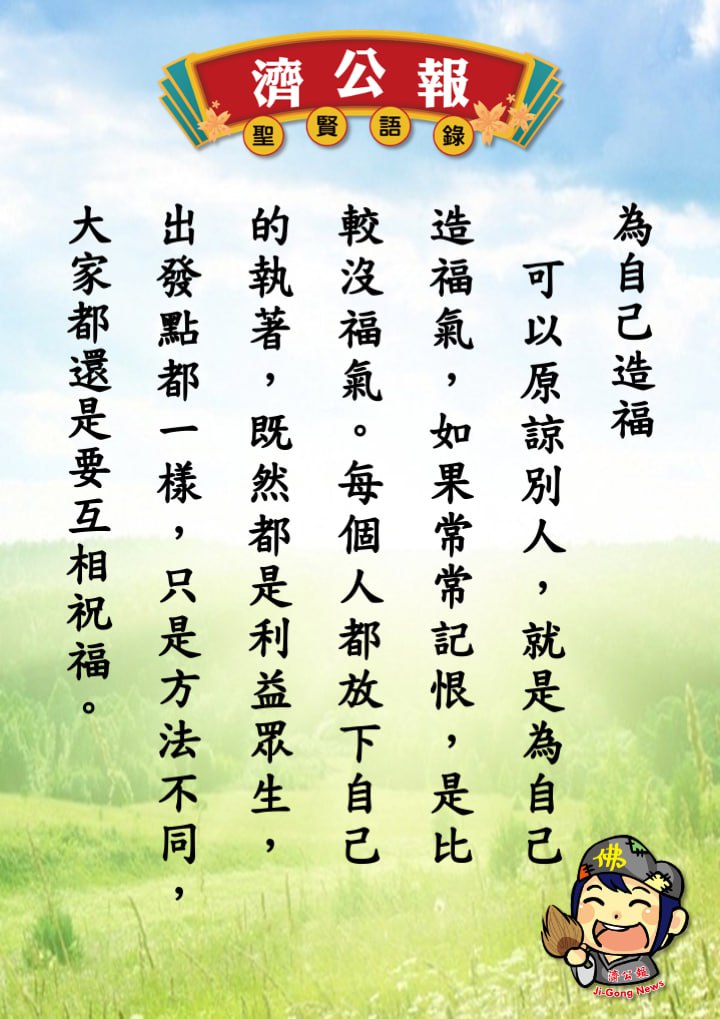 濟公報
聖賢語錄
為自己造福
可以原諒別人，就是為自己
造福氣，如果常常記恨，是比
較沒福氣。每個人都放下自己
的執著，既然都是利益眾生，
出發點都一樣，只是方法不同，
大家都還是要互相祝福。
佛
濟公報
Ji-Gong News